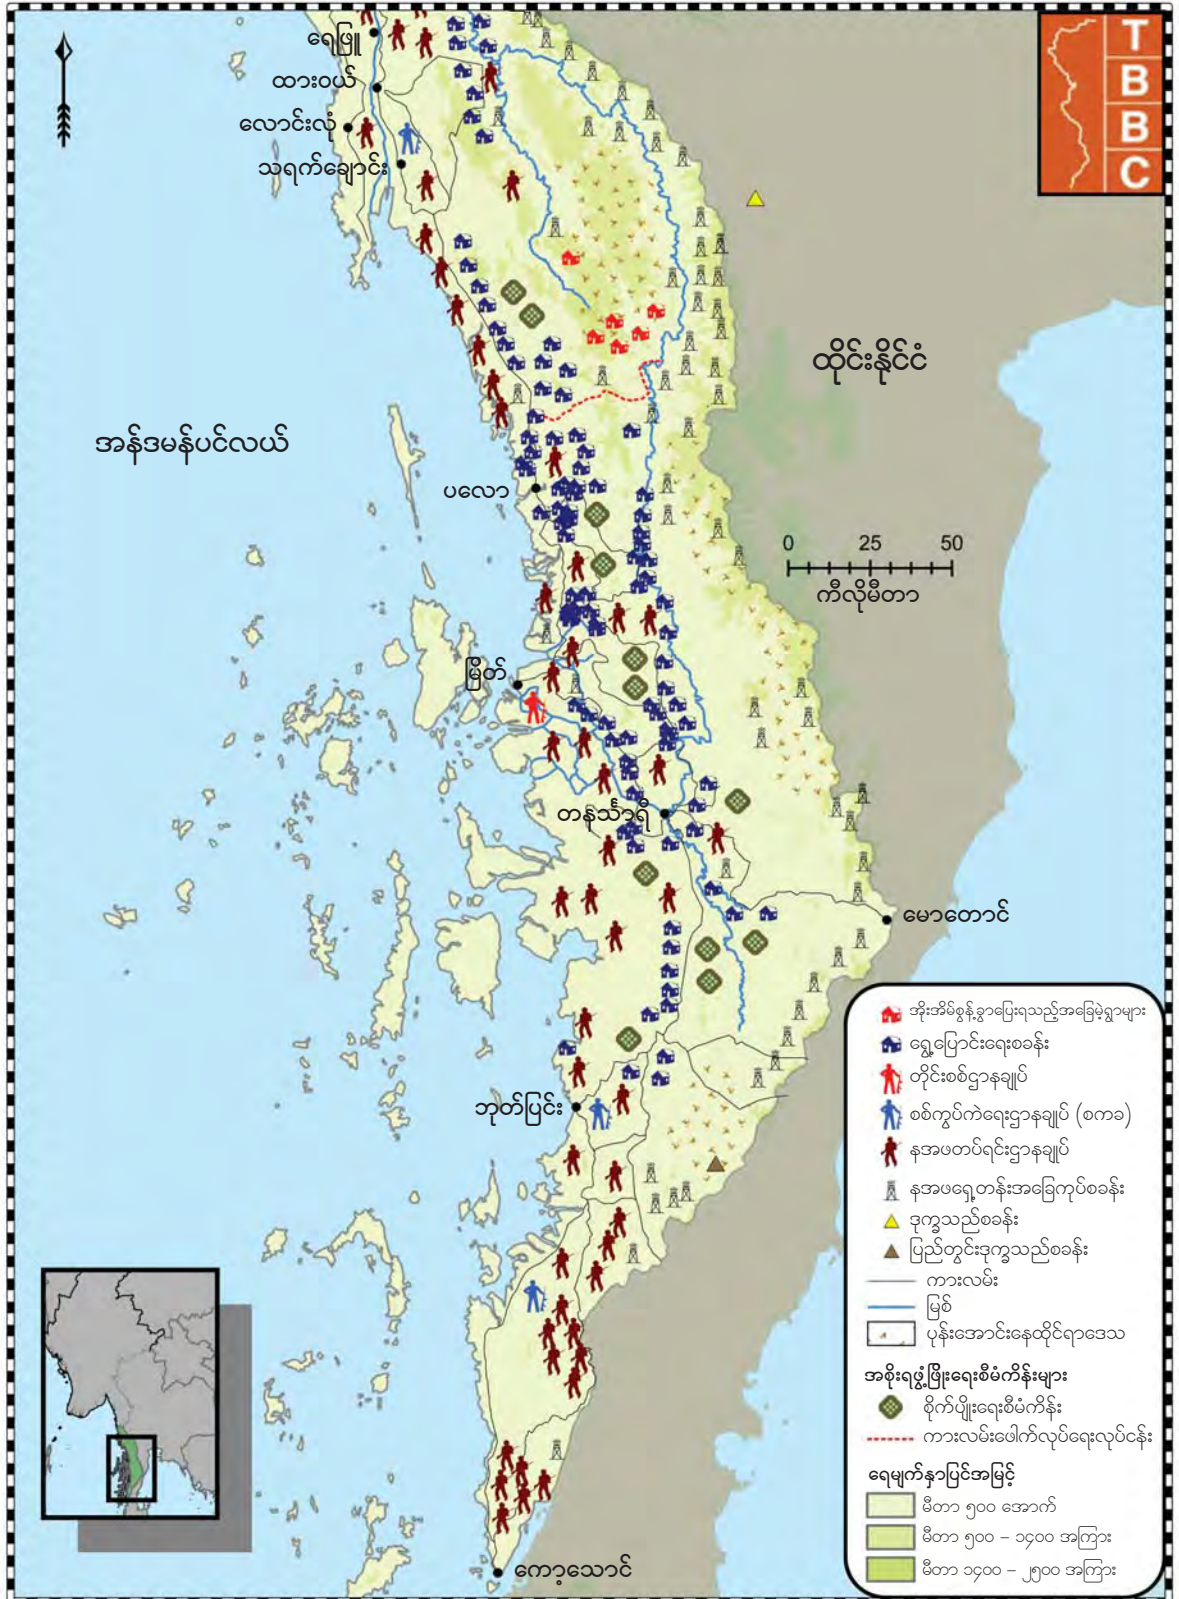 ရေဖြူ
ထားဝယ်
လောင်းလုံ
သရက်ချောင်း
T
B
B
C
ထိုင်းနိုင်ငံ
အန်ဒမန်ပင်လယ်
ပလော
0 25 50
ကီလိုမီတာ
မြိတ်
တနင်္သာရီ
မောတောင်
ဘုတ်ပြင်း
ကော့သောင်
အိုးအိမ်စွန့်ခွာပြေးရသည့်အခြေမဲ့ရွာများ
ရွှေ့ပြောင်းရေးစခန်း
တိုင်းစစ်ဌာနချုပ်
စစ်ကွပ်ကဲရေးဌာနချုပ် (စကခ)
နအဖတပ်ရင်းဌာနချုပ်
နအဖရှေ့တန်းအခြေကုပ်စခန်း
ဒုက္ခသည်စခန်း
ပြည်တွင်းဒုက္ခသည်စခန်း
ကားလမ်း
မြစ်
ပုန်းအောင်းနေထိုင်ရာဒေသ
အစိုးရဖွံ့ဖြိုးရေးစီမံကိန်းများ
စိုက်ပျိုးရေးစီမံကိန်း
ကားလမ်းဖေါက်လုပ်ရေးလုပ်ငန်း
ရေမျက်နှာပြင်အမြင့်
မီတာ ၅၀၀ အောက်
မီတာ ၅၀၀ – ၁၄၀၀ အကြား
မီတာ ၁၄၀၀ – ၂၅၀၀ အကြား